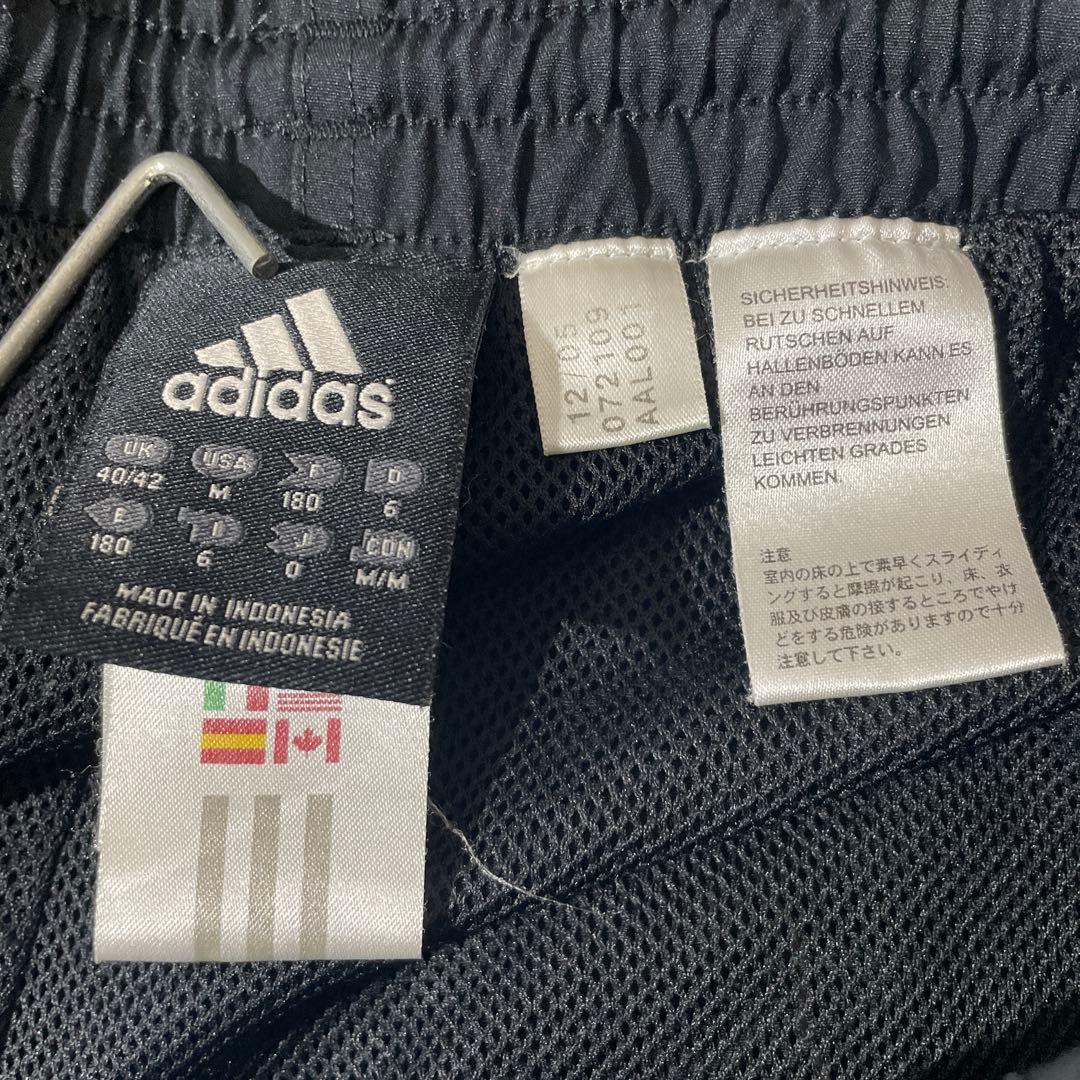 adidas
UK USA F D
40/42 M 180 6
E I J CDN
180 6 0 M/M
MADE IN INDONESIA
FABRIQUÉ EN INDONÉSIE
12/05
072109
AAL001
SICHERHEITSHINWEIS:
BEI ZU SCHNELLEM
RUTSCHEN AUF
HALLENBÖDEN KANN ES
AN DEN
BERÜHRUNGSPUNKTEN
ZU VERBRENNUNGEN
LEICHTEN GRADES
KOMMEN.
注意
室内の床の上で素早くスライディ
ングすると摩擦が起こり、床、衣
服及び皮膚の接するところでやけ
どをする危険がありますので十分
注意して下さい。